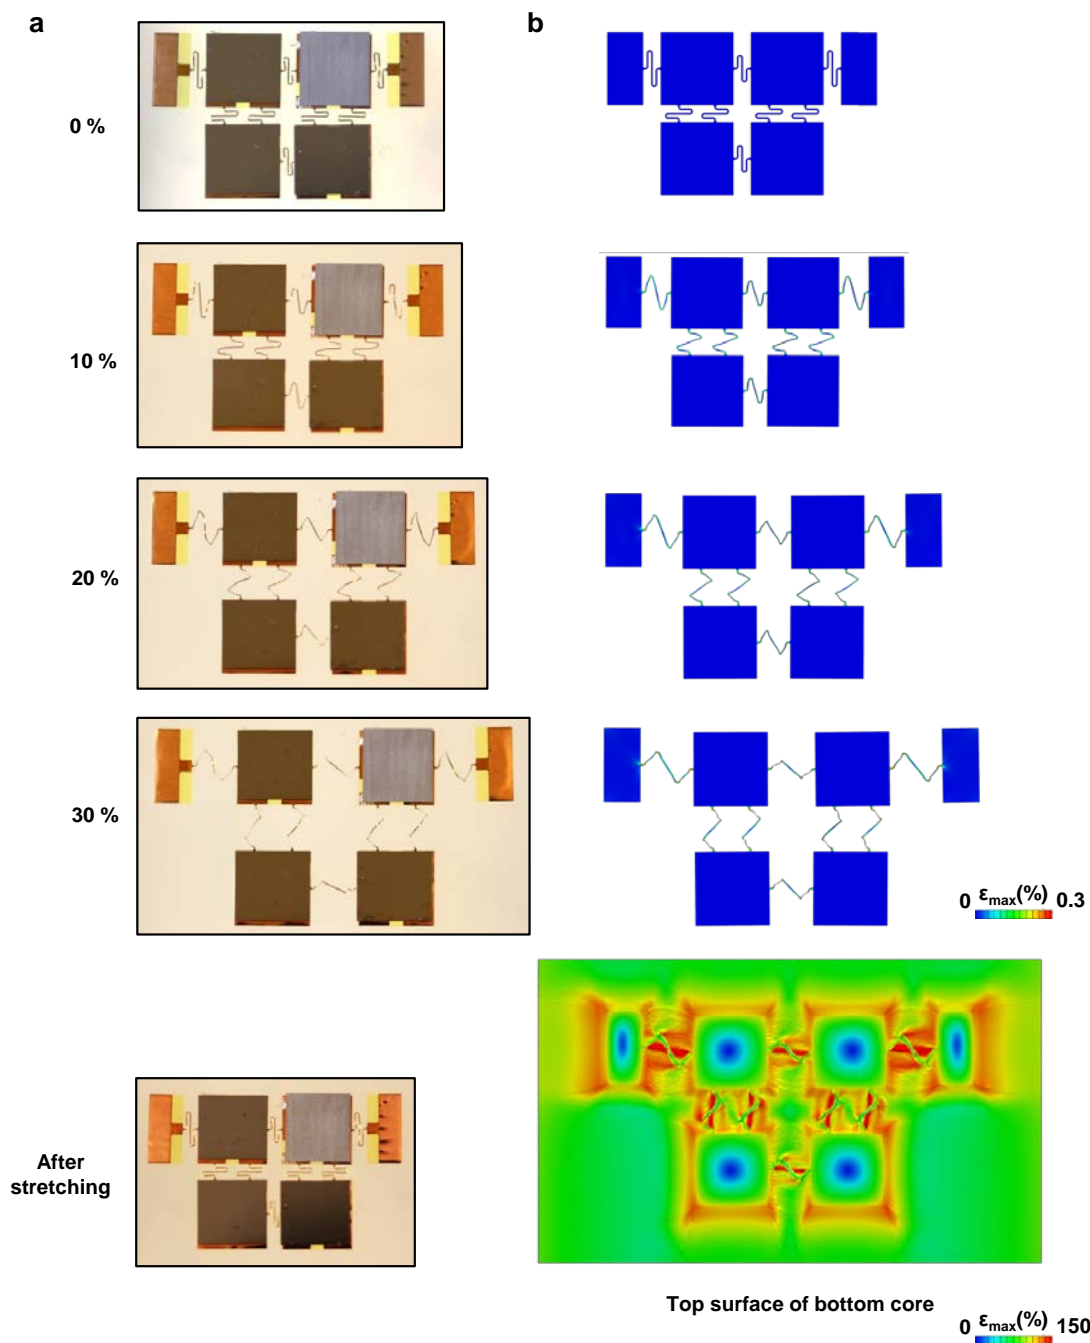 a
b
0 %
10 %
20 %
30 %
0 εmax(%) 0.3
After
stretching
Top surface of bottom core
0 εmax(%) 150